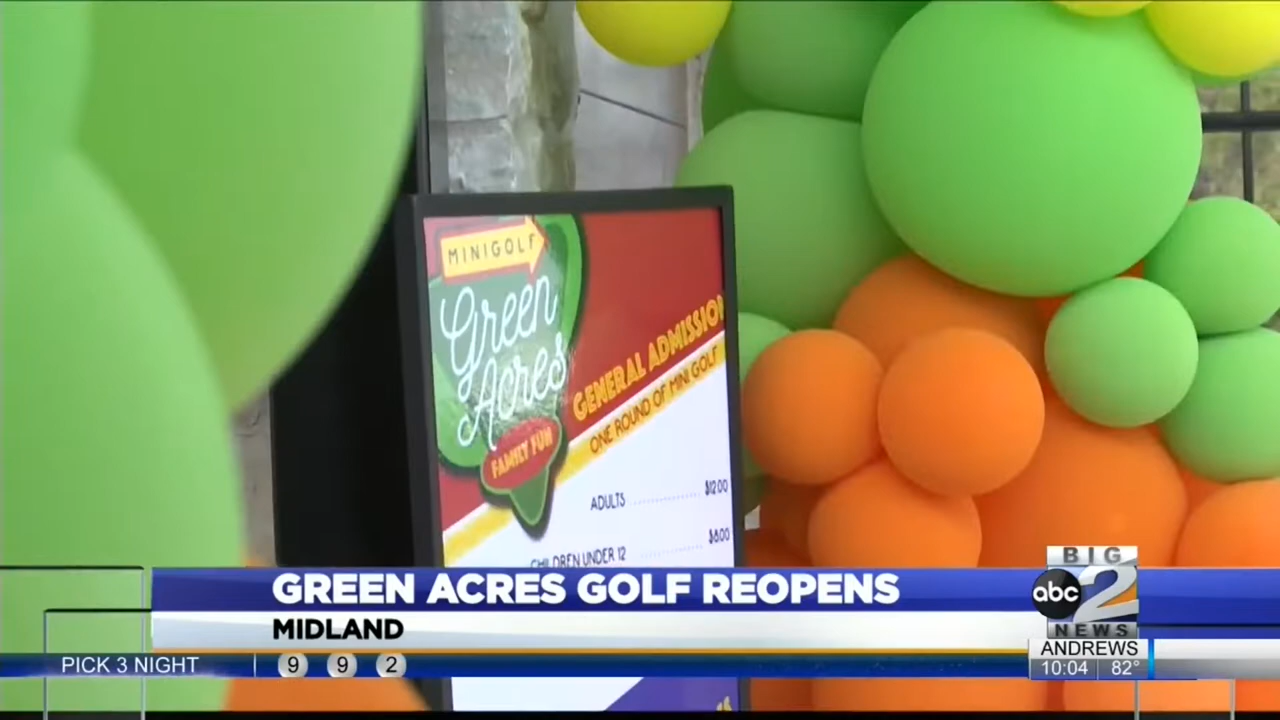 MINIGOLF
Green
Acres
FAMILY FUN
GENERAL ADMISSION
ONE ROUND OF MINI GOLF
ADULTS .................... $12.00
CHILDREN UNDER 12 .................... $8.00
GREEN ACRES GOLF REOPENS
MIDLAND
BIG
abc 2
NEWS
ANDREWS
10:04 82°
PICK 3 NIGHT 9 9 2